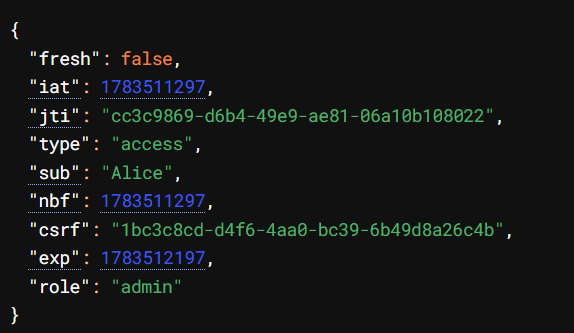 {
"fresh": false,
"iat": 1783511297,
"jti": "cc3c9869-d6b4-49e9-ae81-06a10b108022",
"type": "access",
"sub": "Alice",
"nbf": 1783511297,
"csrf": "1bc3c8cd-d4f6-4aa0-bc39-6b49d8a26c4b",
"exp": 1783512197,
"role": "admin"
}